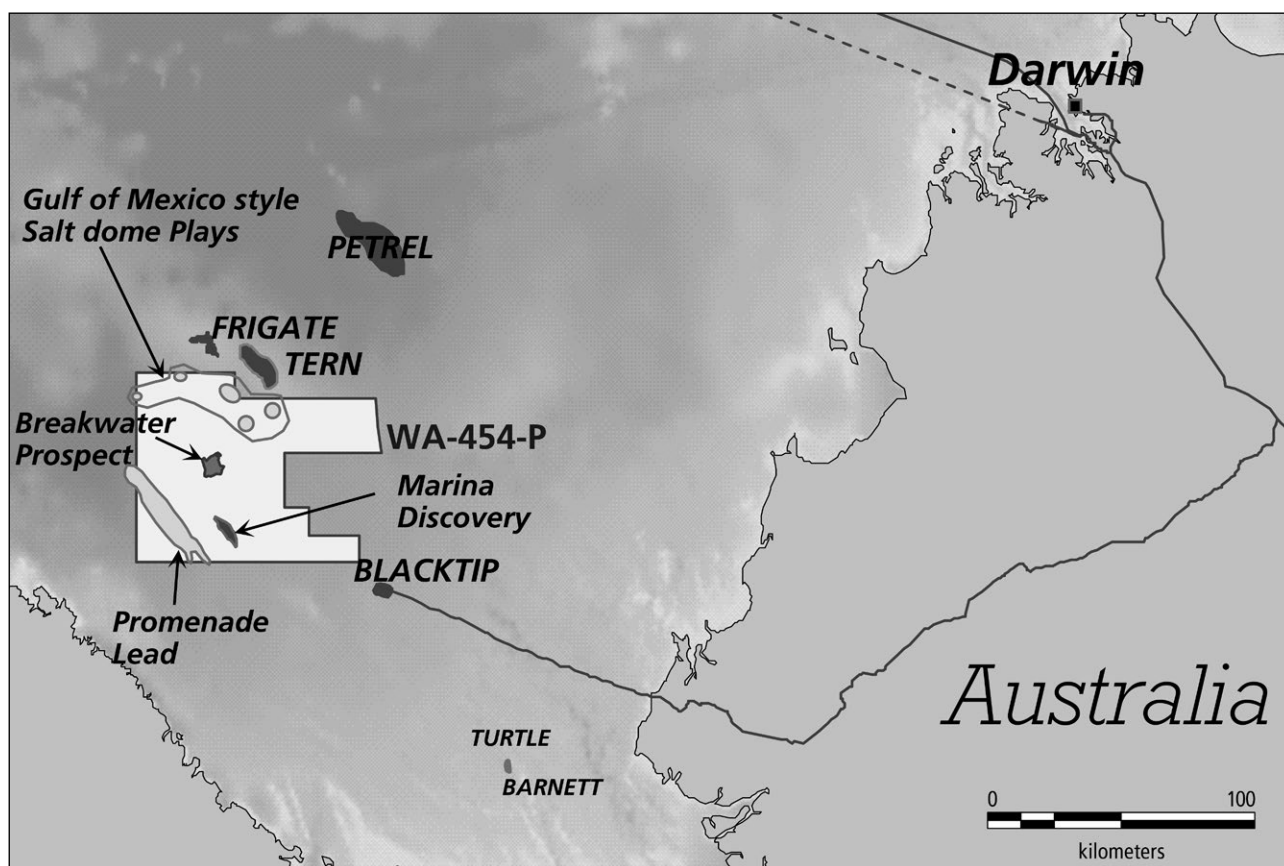 Darwin
Gulf of Mexico style
Salt dome Plays
PETREL
FRIGATE
TERN
Breakwater
Prospect
WA-454-P
Marina
Discovery
BLACKTIP
Promenade
Lead
Australia
TURTLE
BARNETT
0 100
kilometers